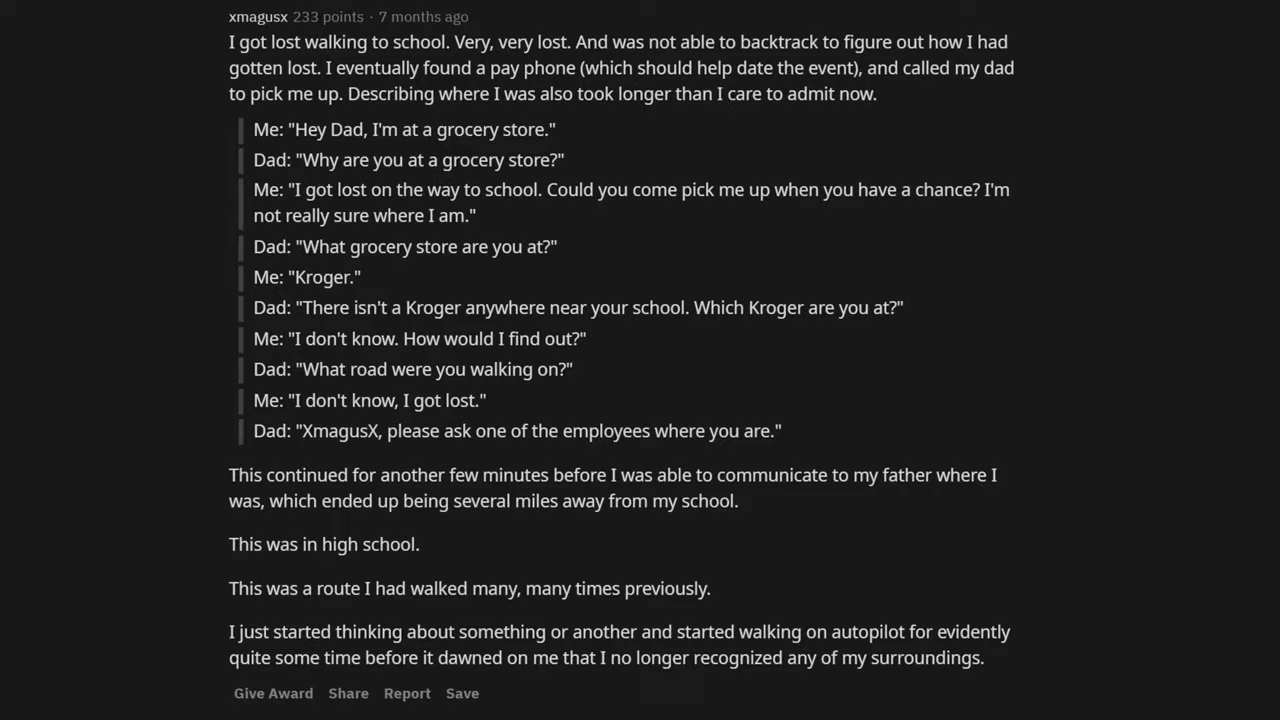 xmagusx 233 points · 7 months ago
I got lost walking to school. Very, very lost. And was not able to backtrack to figure out how I had
gotten lost. I eventually found a pay phone (which should help date the event), and called my dad
to pick me up. Describing where I was also took longer than I care to admit now.
Me: "Hey Dad, I'm at a grocery store."
Dad: "Why are you at a grocery store?"
Me: "I got lost on the way to school. Could you come pick me up when you have a chance? I'm
not really sure where I am."
Dad: "What grocery store are you at?"
Me: "Kroger."
Dad: "There isn't a Kroger anywhere near your school. Which Kroger are you at?"
Me: "I don't know. How would I find out?"
Dad: "What road were you walking on?"
Me: "I don't know, I got lost."
Dad: "XmagusX, please ask one of the employees where you are."
This continued for another few minutes before I was able to communicate to my father where I
was, which ended up being several miles away from my school.
This was in high school.
This was a route I had walked many, many times previously.
I just started thinking about something or another and started walking on autopilot for evidently
quite some time before it dawned on me that I no longer recognized any of my surroundings.
Give Award Share Report Save